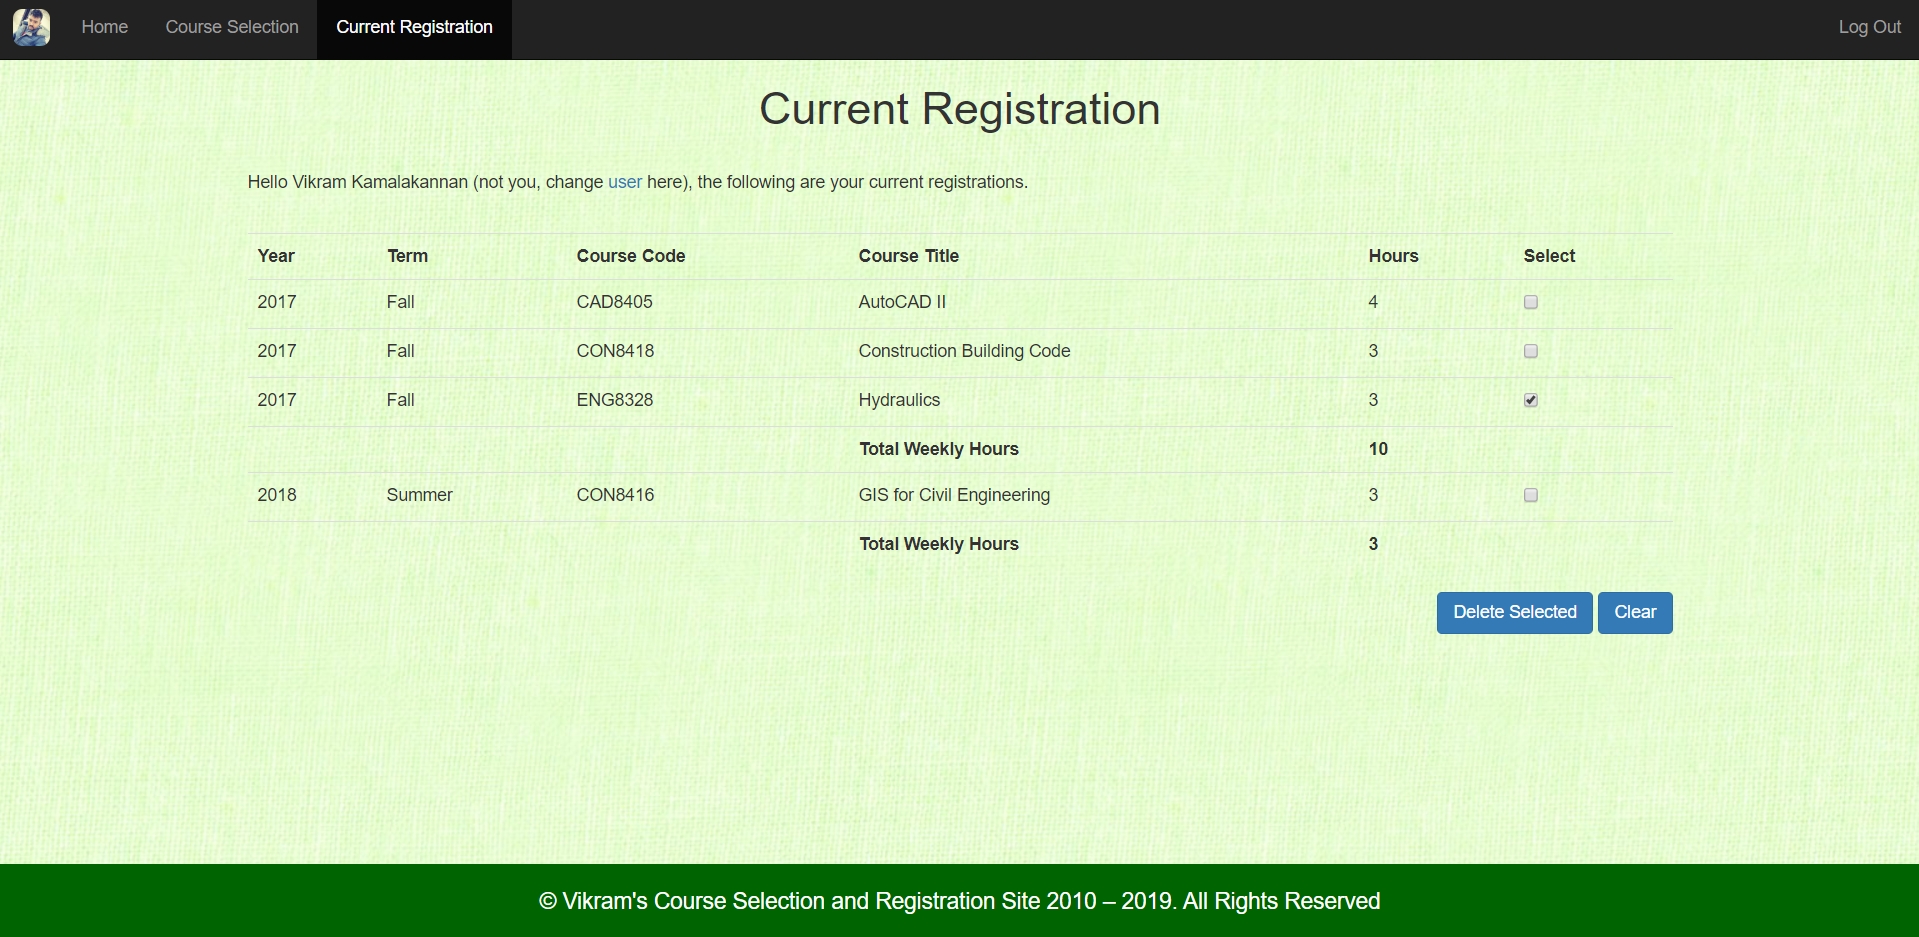 Home Course Selection Current Registration Log Out
Current Registration
Hello Vikram Kamalakannan (not you, change user here), the following are your current registrations.
Year Term Course Code Course Title Hours Select
2017 Fall CAD8405 AutoCAD II 4
2017 Fall CON8418 Construction Building Code 3
2017 Fall ENG8328 Hydraulics 3
Total Weekly Hours 10
2018 Summer CON8416 GIS for Civil Engineering 3
Total Weekly Hours 3
Delete Selected Clear
© Vikram's Course Selection and Registration Site 2010 – 2019. All Rights Reserved